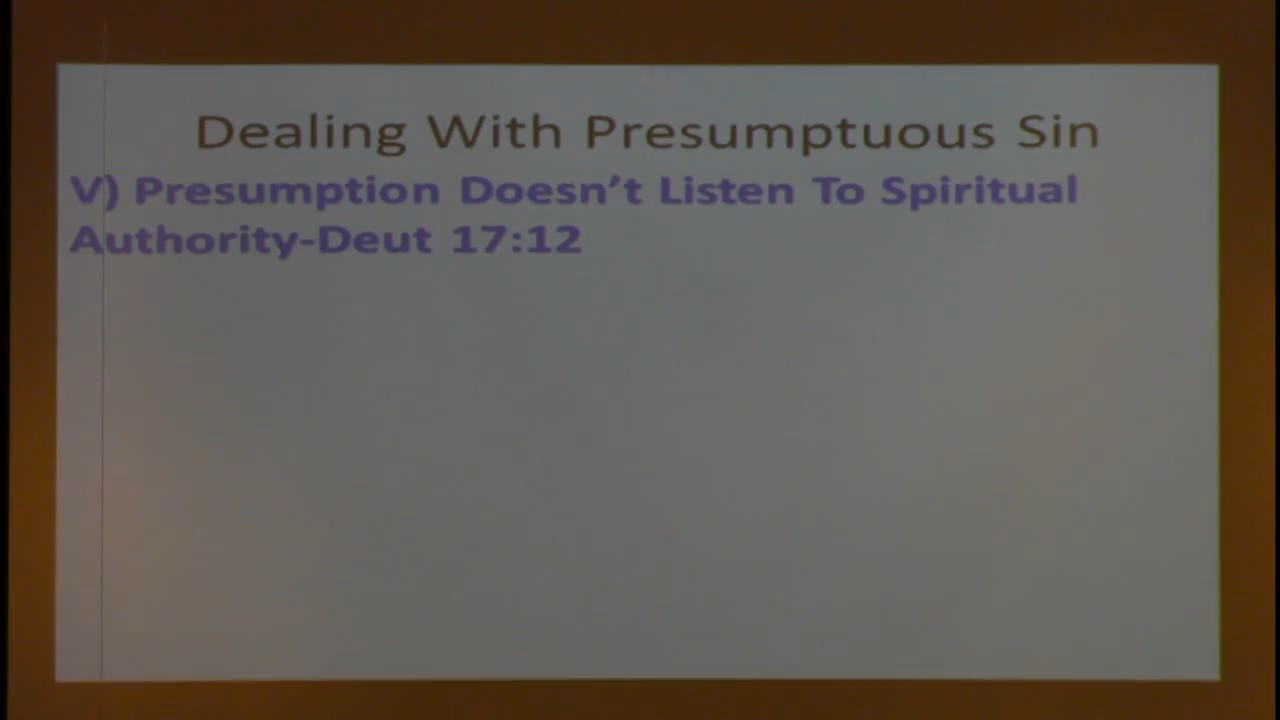 Dealing With Presumptuous Sin
V) Presumption Doesn’t Listen To Spiritual
Authority-Deut 17:12